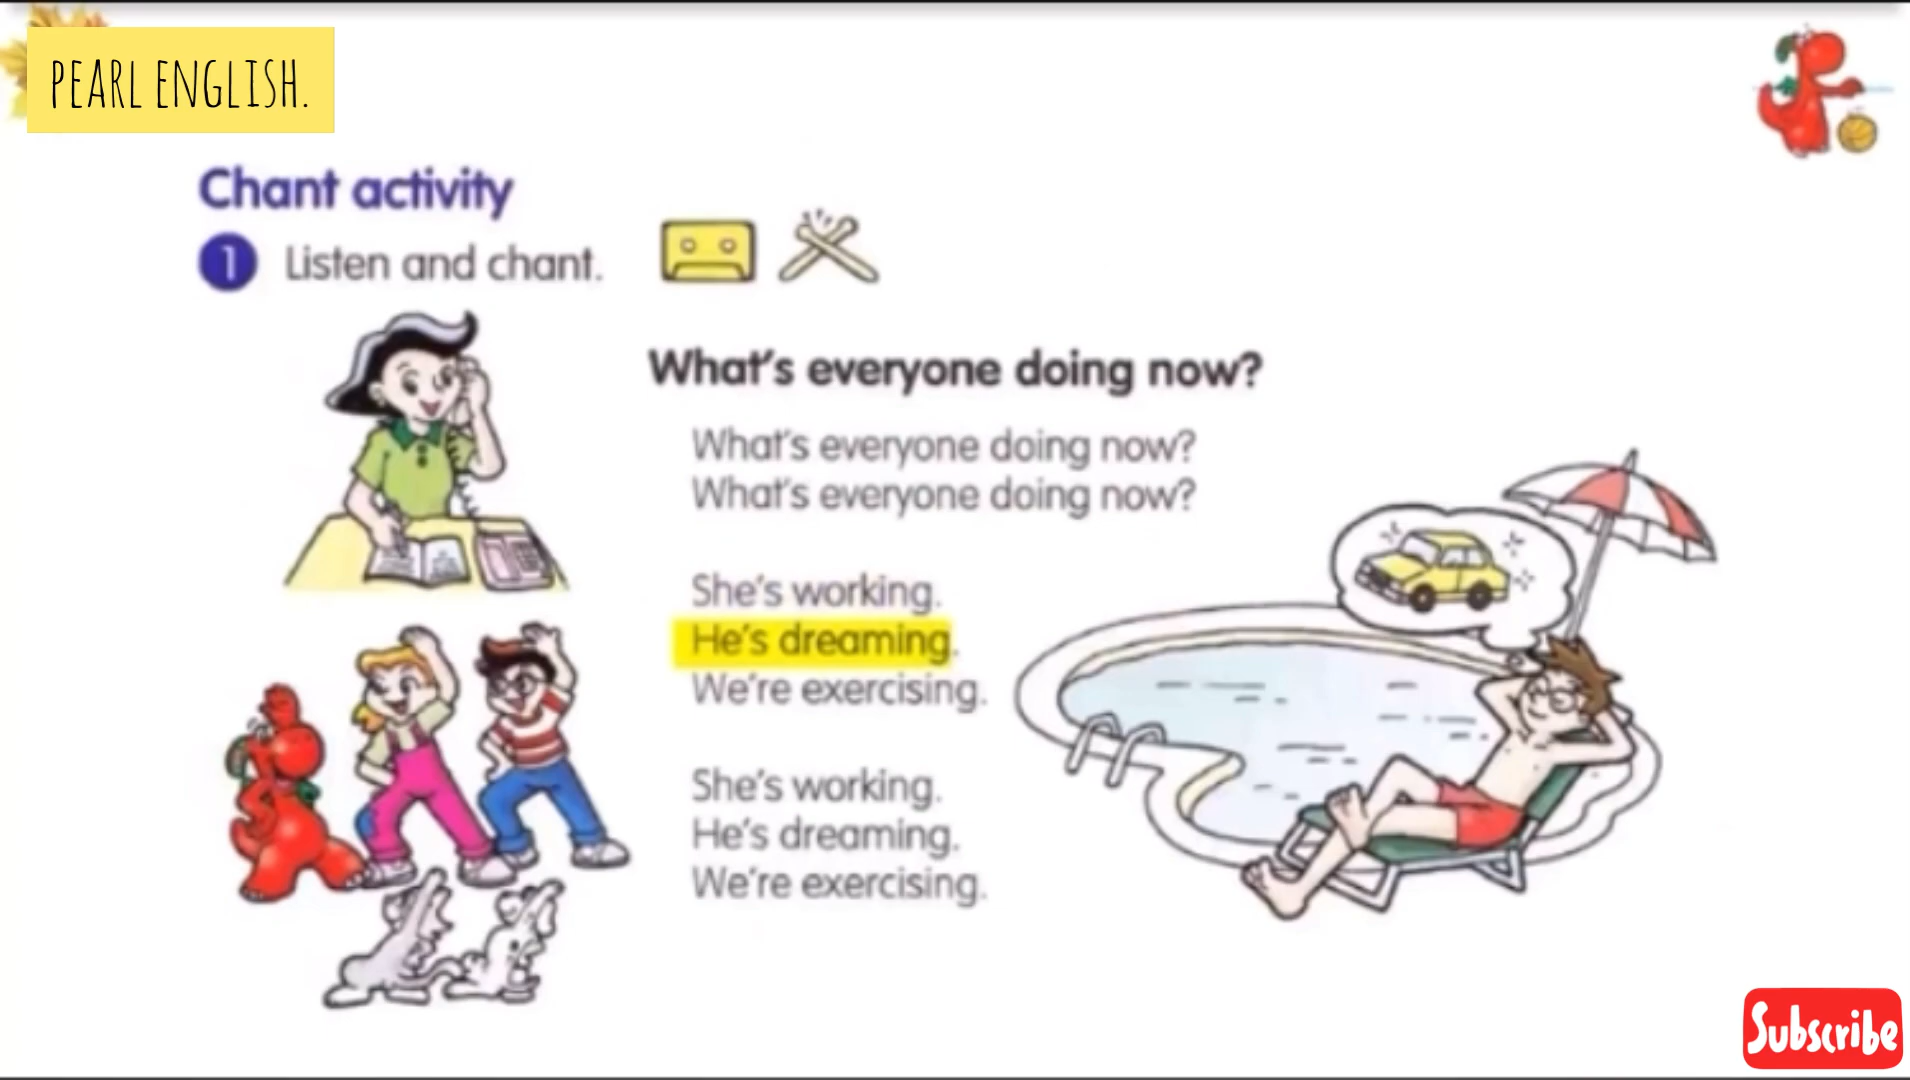 PEARL ENGLISH.
Chant activity
1 Listen and chant.
What's everyone doing now?
What's everyone doing now?
What's everyone doing now?
She's working.
He's dreaming.
We're exercising.
She's working.
He's dreaming.
We're exercising.
Subscribe